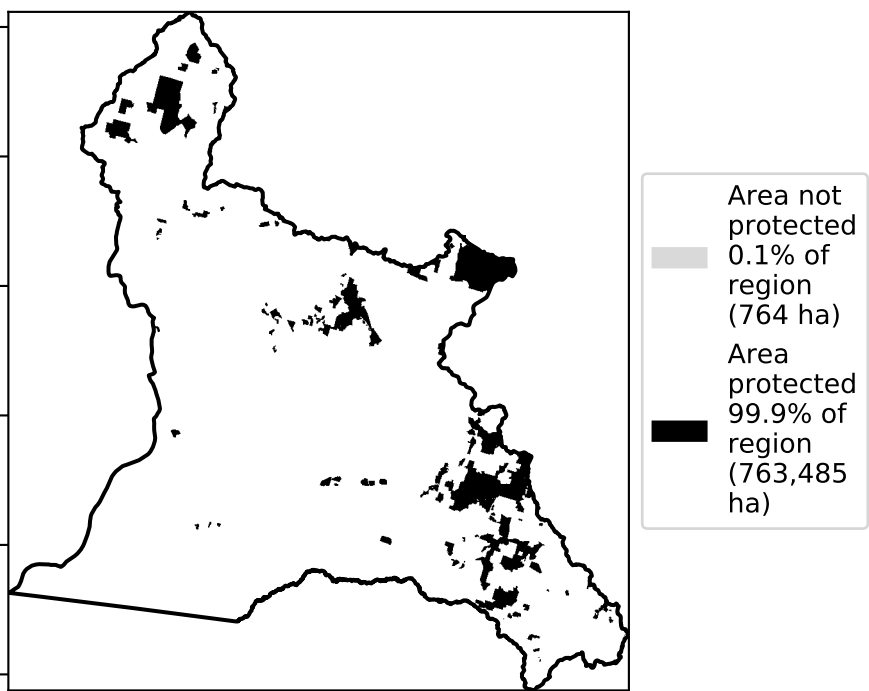 Area not
protected
0.1% of
region
(764 ha)
Area
protected
99.9% of
region
(763,485
ha)